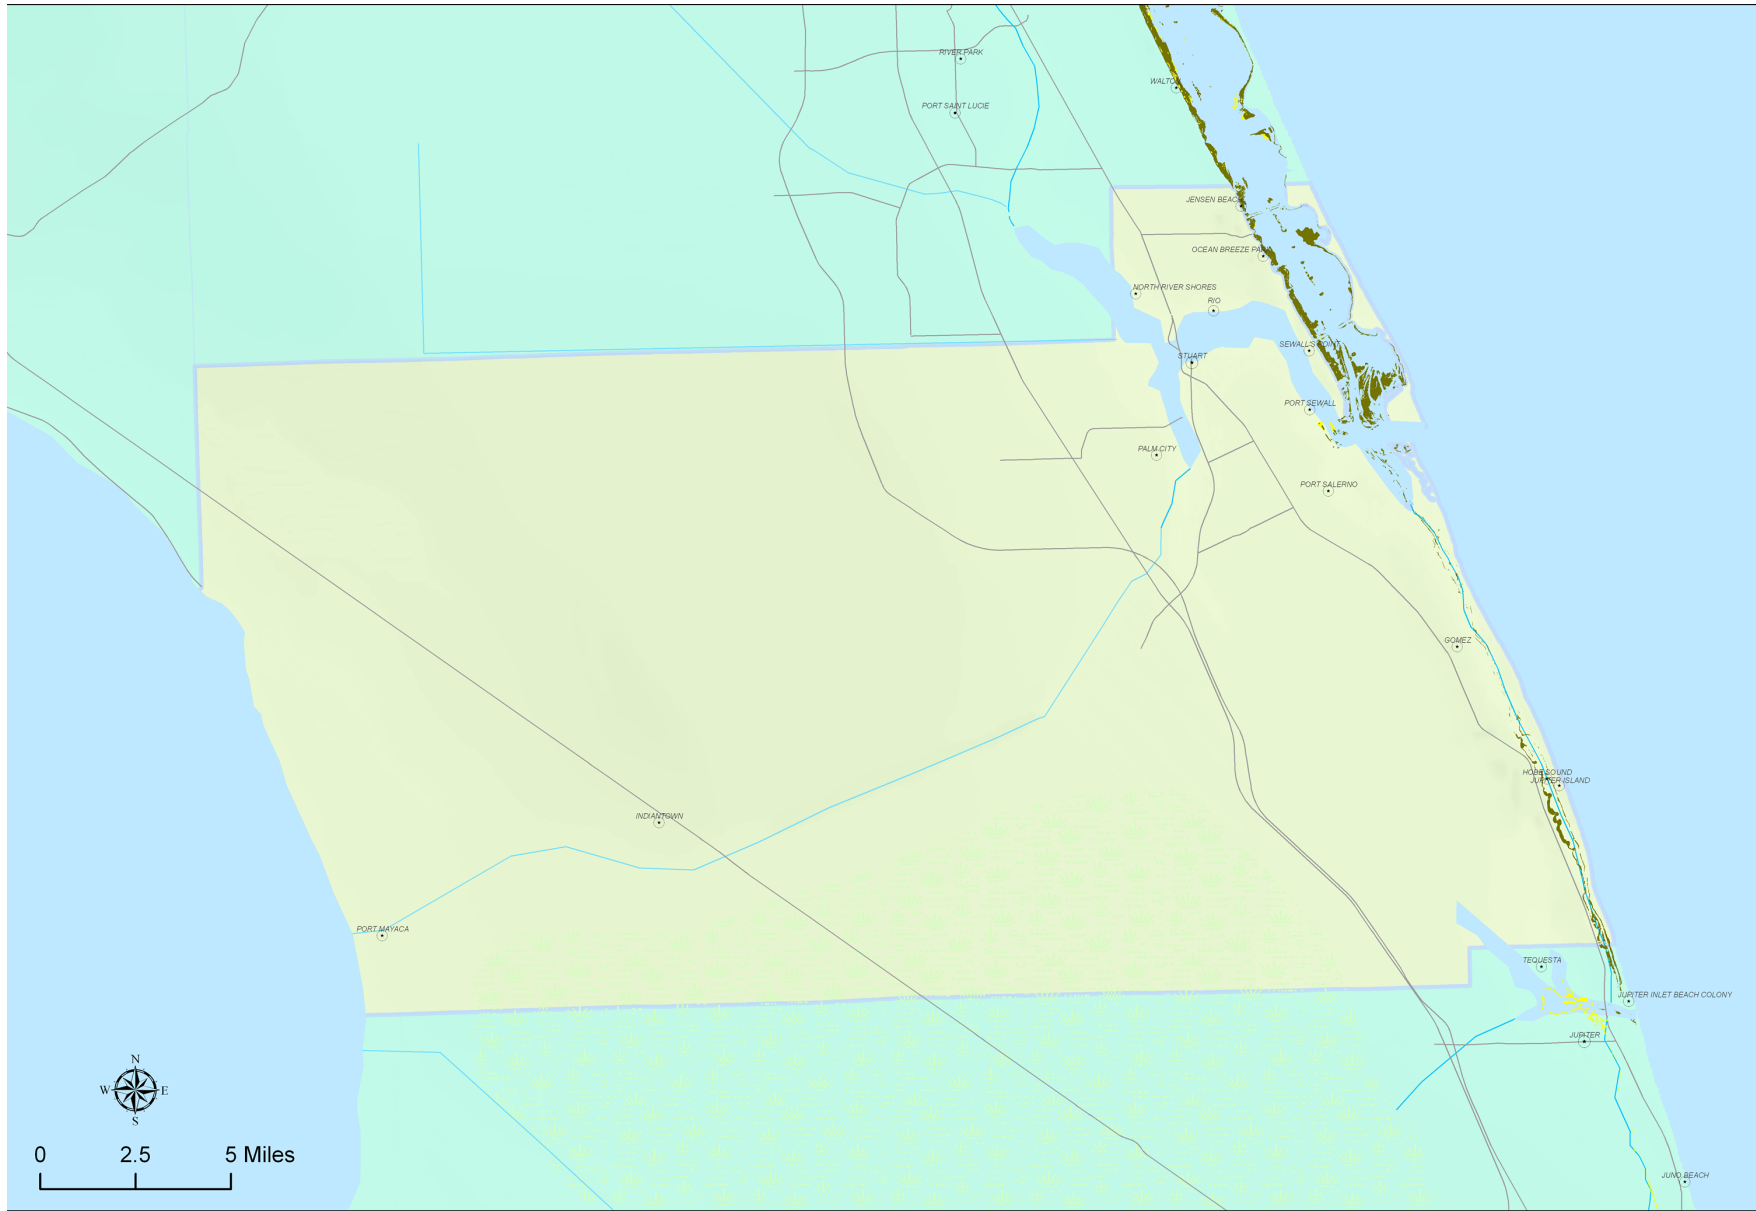 RIVER PARK
WALTON
PORT SAINT LUCIE
JENSEN BEACH
OCEAN BREEZE PARK
NORTH RIVER SHORES
RIO
SEWALL'S POINT
STUART
PORT SEWALL
PALM CITY
PORT SALERNO
GOMEZ
HOBE SOUND
JUPITER ISLAND
INDIANTOWN
PORT MAYACA
TEQUESTA
JUPITER INLET BEACH COLONY
JUPITER
JUNO BEACH
N
W E
S
0 2.5 5 Miles